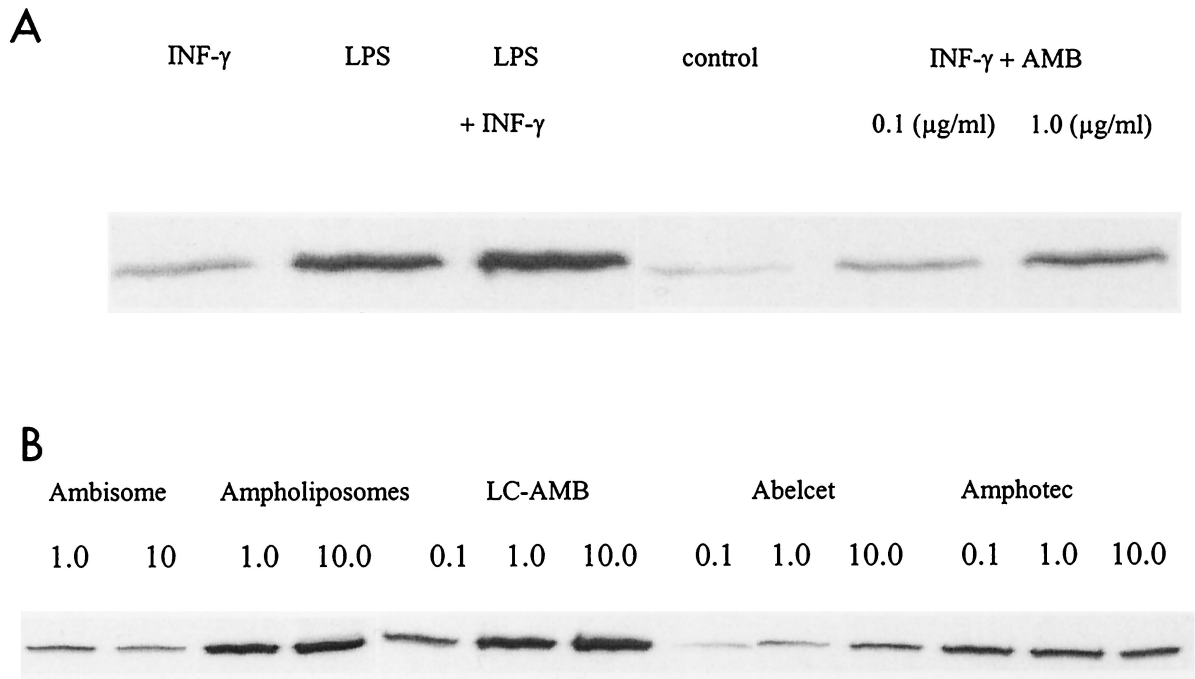 A
INF-γ LPS LPS control INF-γ + AMB
+ INF-γ 0.1 (µg/ml) 1.0 (µg/ml)
B
Ambisome Ampholiposomes LC-AMB Abelcet Amphotec
1.0 10 1.0 10.0 0.1 1.0 10.0 0.1 1.0 10.0 0.1 1.0 10.0